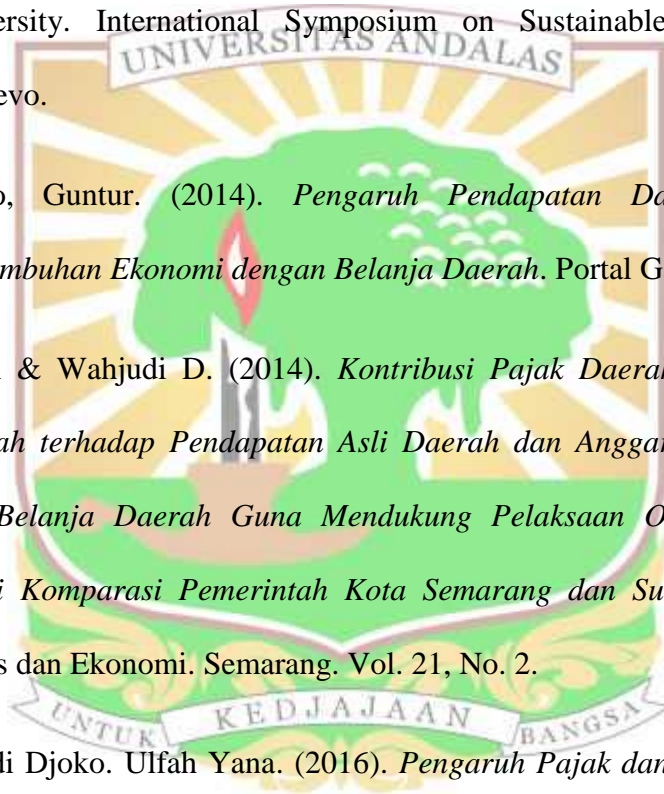 ersity. International Symposium on Sustainable
UNIVERSITAS ANDALAS
evo.
o, Guntur. (2014). Pengaruh Pendapatan Da
mbuhan Ekonomi dengan Belanja Daerah. Portal G
& Wahjudi D. (2014). Kontribusi Pajak Daerah
ah terhadap Pendapatan Asli Daerah dan Anggar
Belanja Daerah Guna Mendukung Pelaksaan O
i Komparasi Pemerintah Kota Semarang dan Su
s dan Ekonomi. Semarang. Vol. 21, No. 2.
UNTUK KEDJAJAAN BANGSA
di Djoko. Ulfah Yana. (2016). Pengaruh Pajak dan